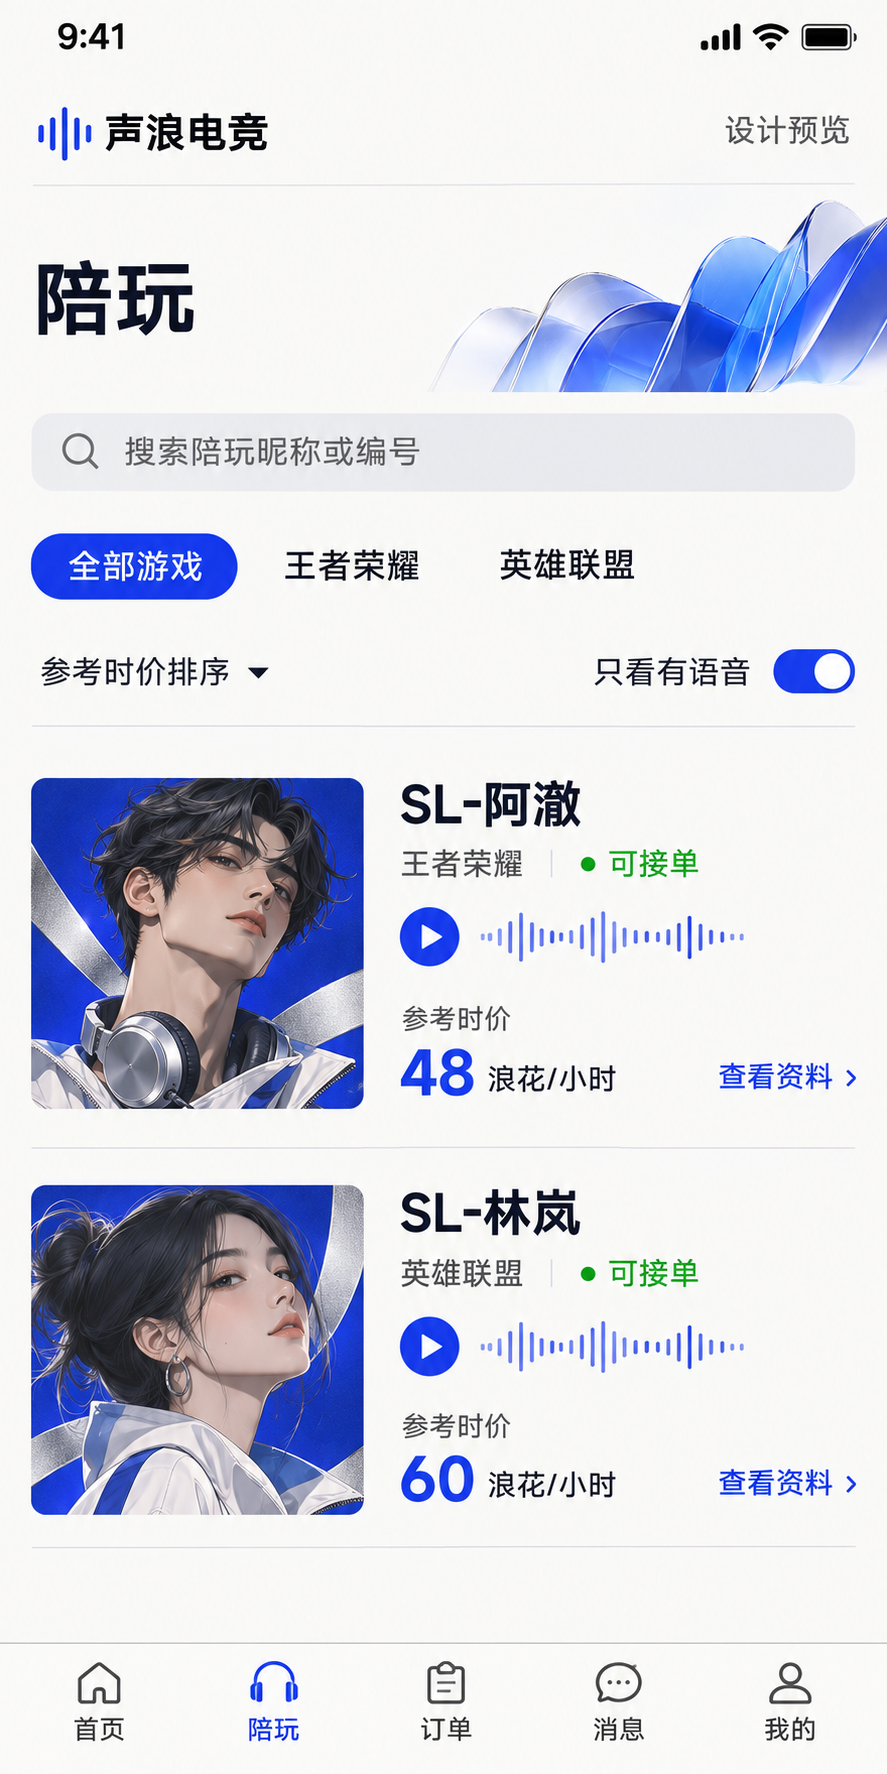 9:41
声浪电竞
设计预览
陪玩
搜索陪玩昵称或编号
全部游戏 王者荣耀 英雄联盟
参考时价排序 只看有语音
SL-阿澈
王者荣耀 可接单
参考时价
48 浪花/小时 查看资料
SL-林岚
英雄联盟 可接单
参考时价
60 浪花/小时 查看资料
首页 陪玩 订单 消息 我的